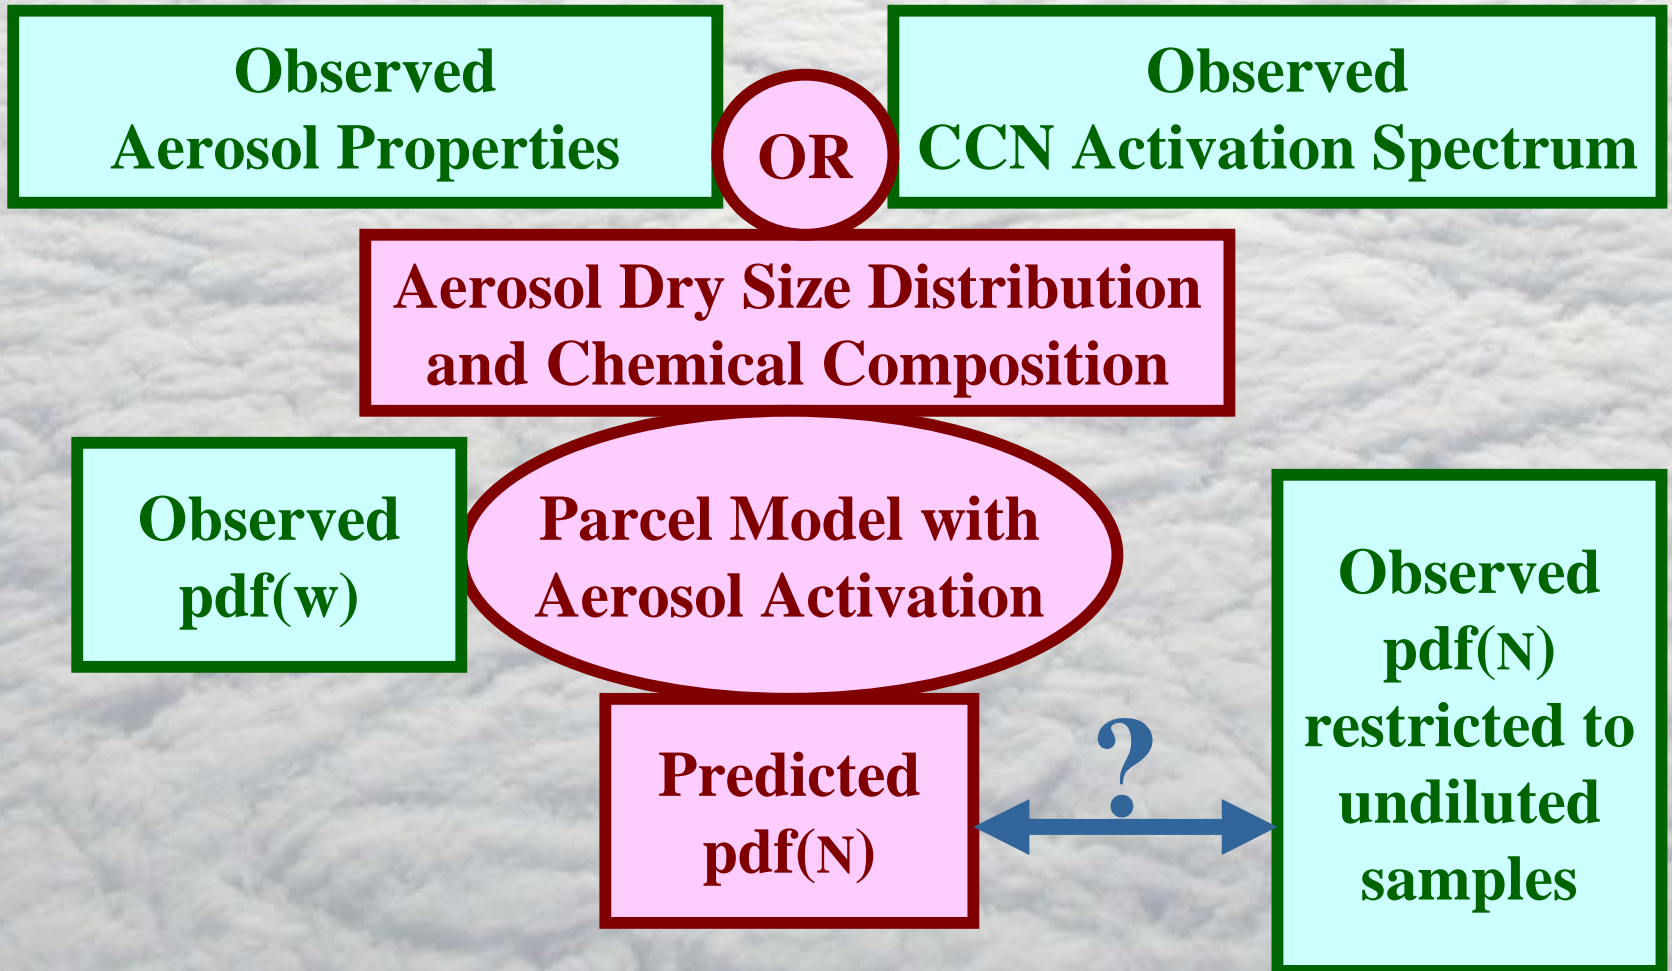 Observed
Aerosol Properties
OR
Observed
CCN Activation Spectrum
Aerosol Dry Size Distribution
and Chemical Composition
Observed
pdf(w)
Parcel Model with
Aerosol Activation
Predicted
pdf(N)
?
Observed
pdf(N)
restricted to
undiluted
samples